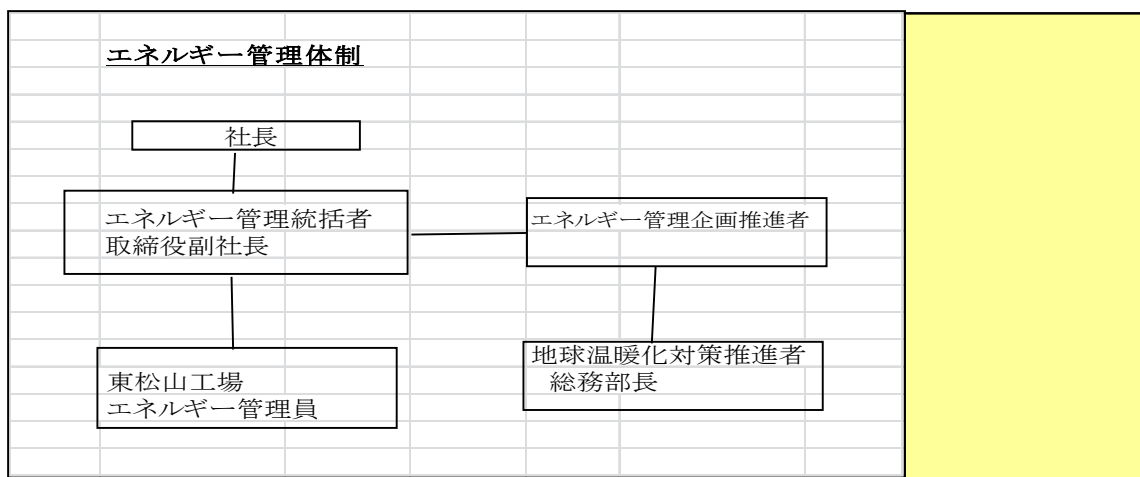 エネルギー管理体制
社長
エネルギー管理統括者
取締役副社長
エネルギー管理企画推進者
東松山工場
エネルギー管理員
地球温暖化対策推進者
総務部長